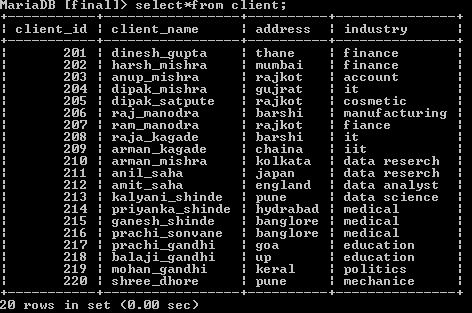 MariaDB [final]> select*from client;
client_id | client_name | address | industry
201 | dinesh_gupta | thane | finance
202 | harsh_mishra | mumbai | finance
203 | anup_mishra | rajkot | account
204 | dipak_mishra | gujrat | it
205 | dipak_satpute | rajkot | cosmetic
206 | raj_manodra | barshi | manufacturing
207 | ram_manodra | rajkot | fiance
208 | raja_kagade | barshi | it
209 | arman_kagade | chaina | iit
210 | arman_mishra | kolkata | data reserch
211 | anil_saha | japan | data reserch
212 | amit_saha | england | data analyst
213 | kalyani_shinde | pune | data science
214 | priyanka_shinde | hydrabad | medical
215 | ganesh_shinde | banglore | medical
216 | prachi_sonvane | banglore | medical
217 | prachi_gandhi | goa | education
218 | balaji_gandhi | up | education
219 | mohan_gandhi | keral | politics
220 | shree_dhore | pune | mechanice
20 rows in set (0.00 sec)